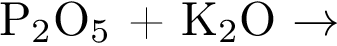 P₂O₅ + K₂O →